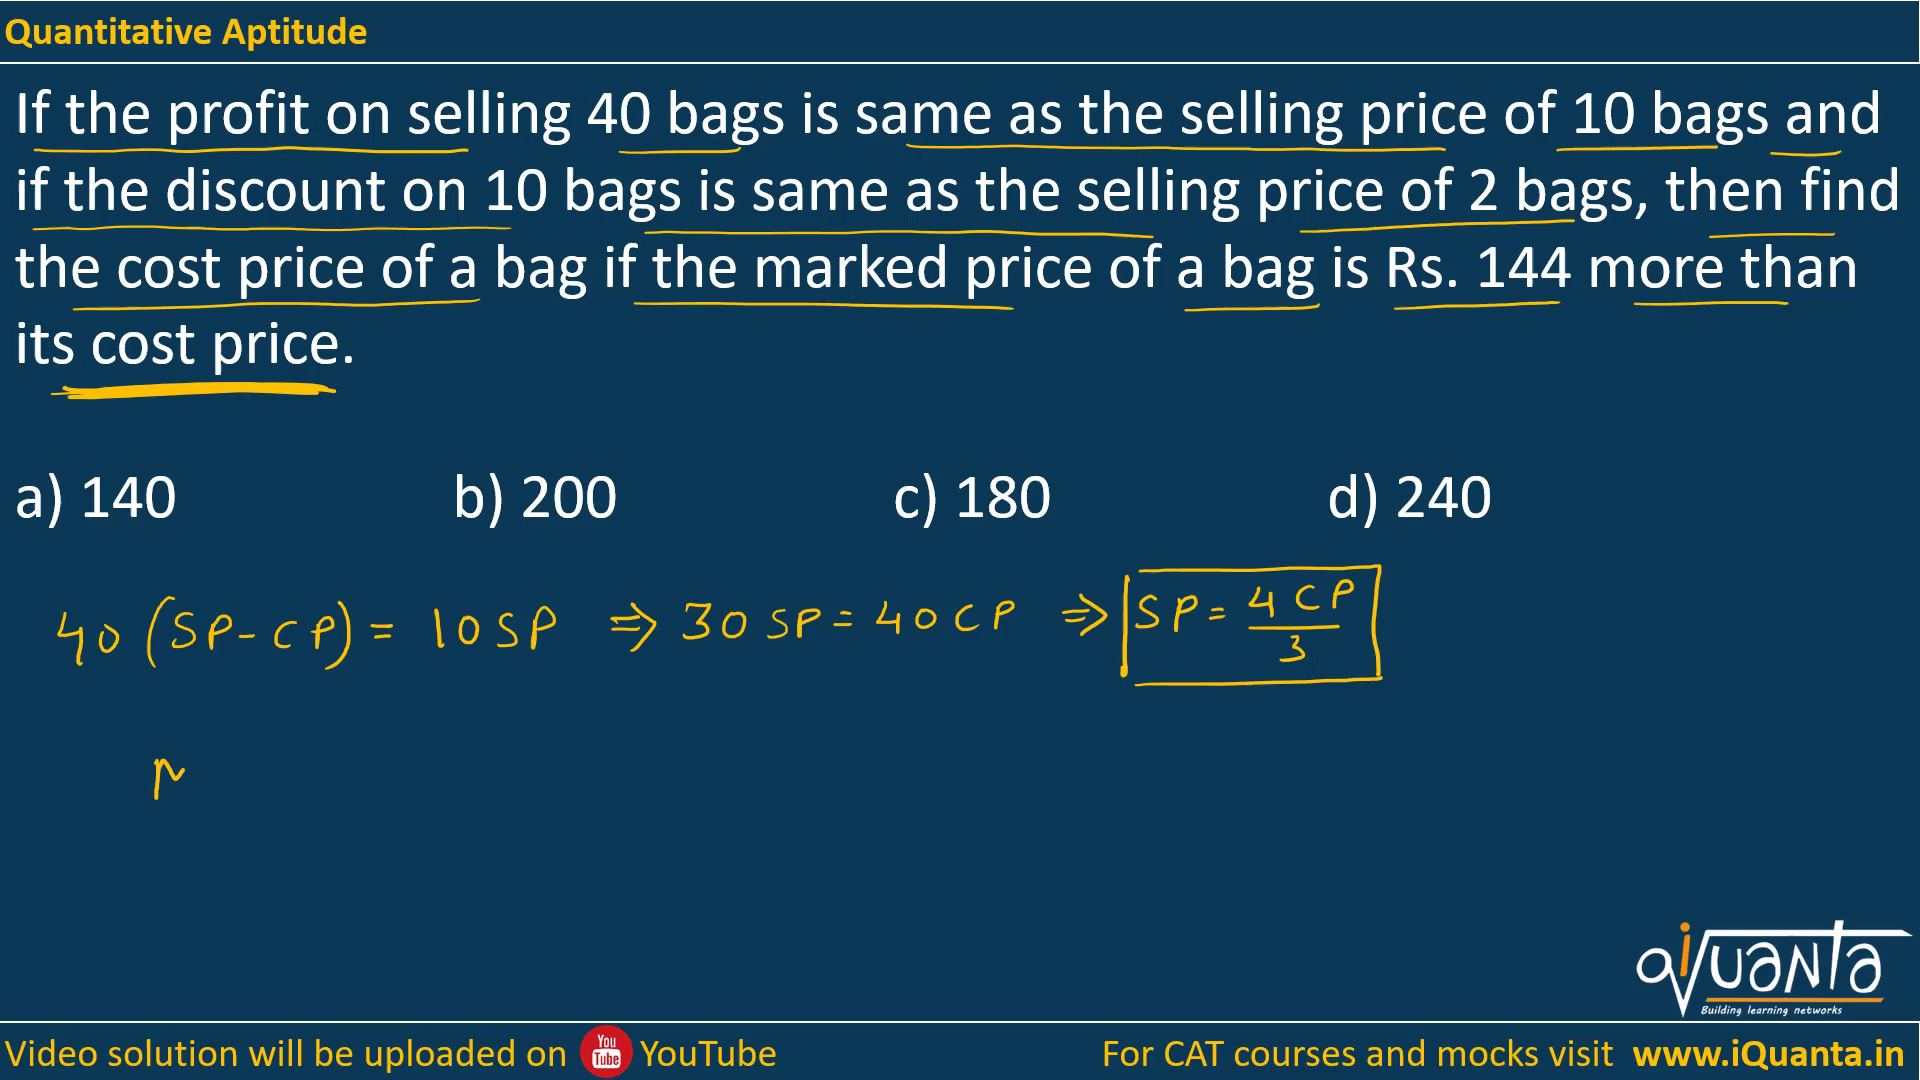 Quantitative Aptitude
If the profit on selling 40 bags is same as the selling price of 10 bags and
if the discount on 10 bags is same as the selling price of 2 bags, then find
the cost price of a bag if the marked price of a bag is Rs. 144 more than
its cost price.
a) 140 b) 200 c) 180 d) 240
40 (SP - CP) = 10 SP ⇒ 30 SP = 40 CP ⇒ SP = 4 CP / 3
iQuanta
Building learning networks
Video solution will be uploaded on You Tube YouTube For CAT courses and mocks visit www.iQuanta.in